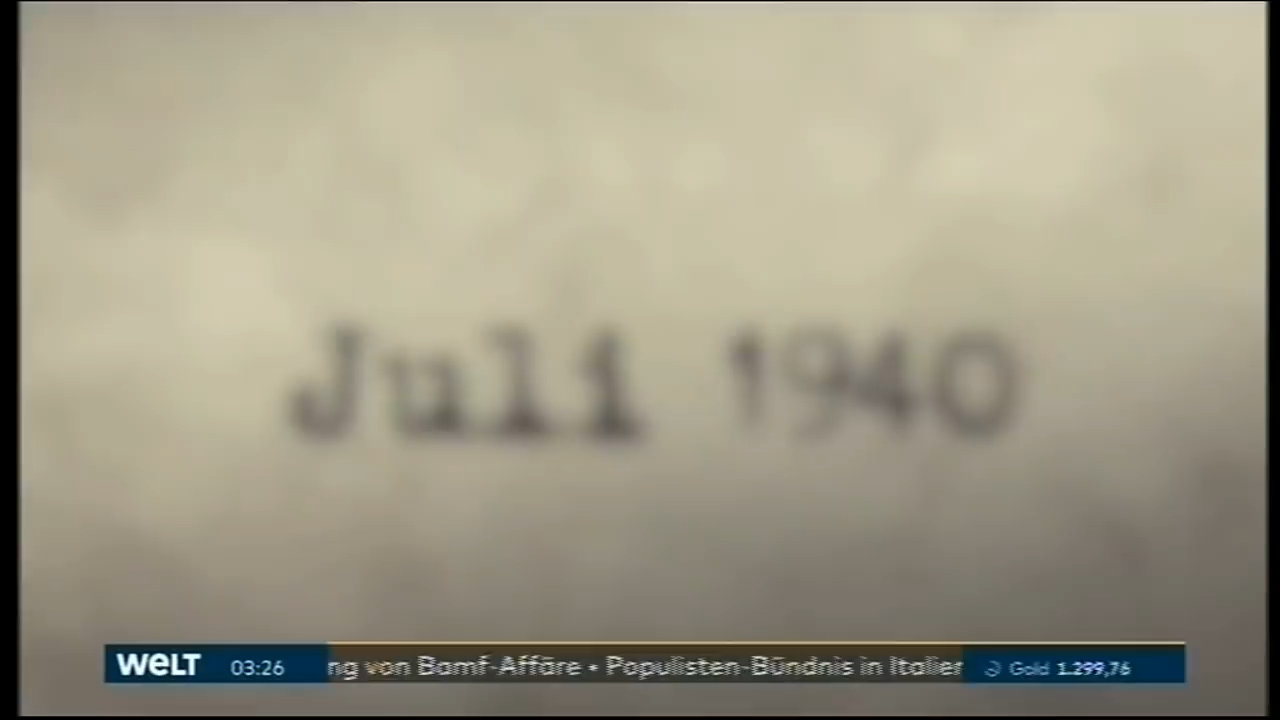 Juli 1940
WELT 03:26 ng von Bamf-Affäre • Populisten-Bündnis in Italien Gold 1.299,76